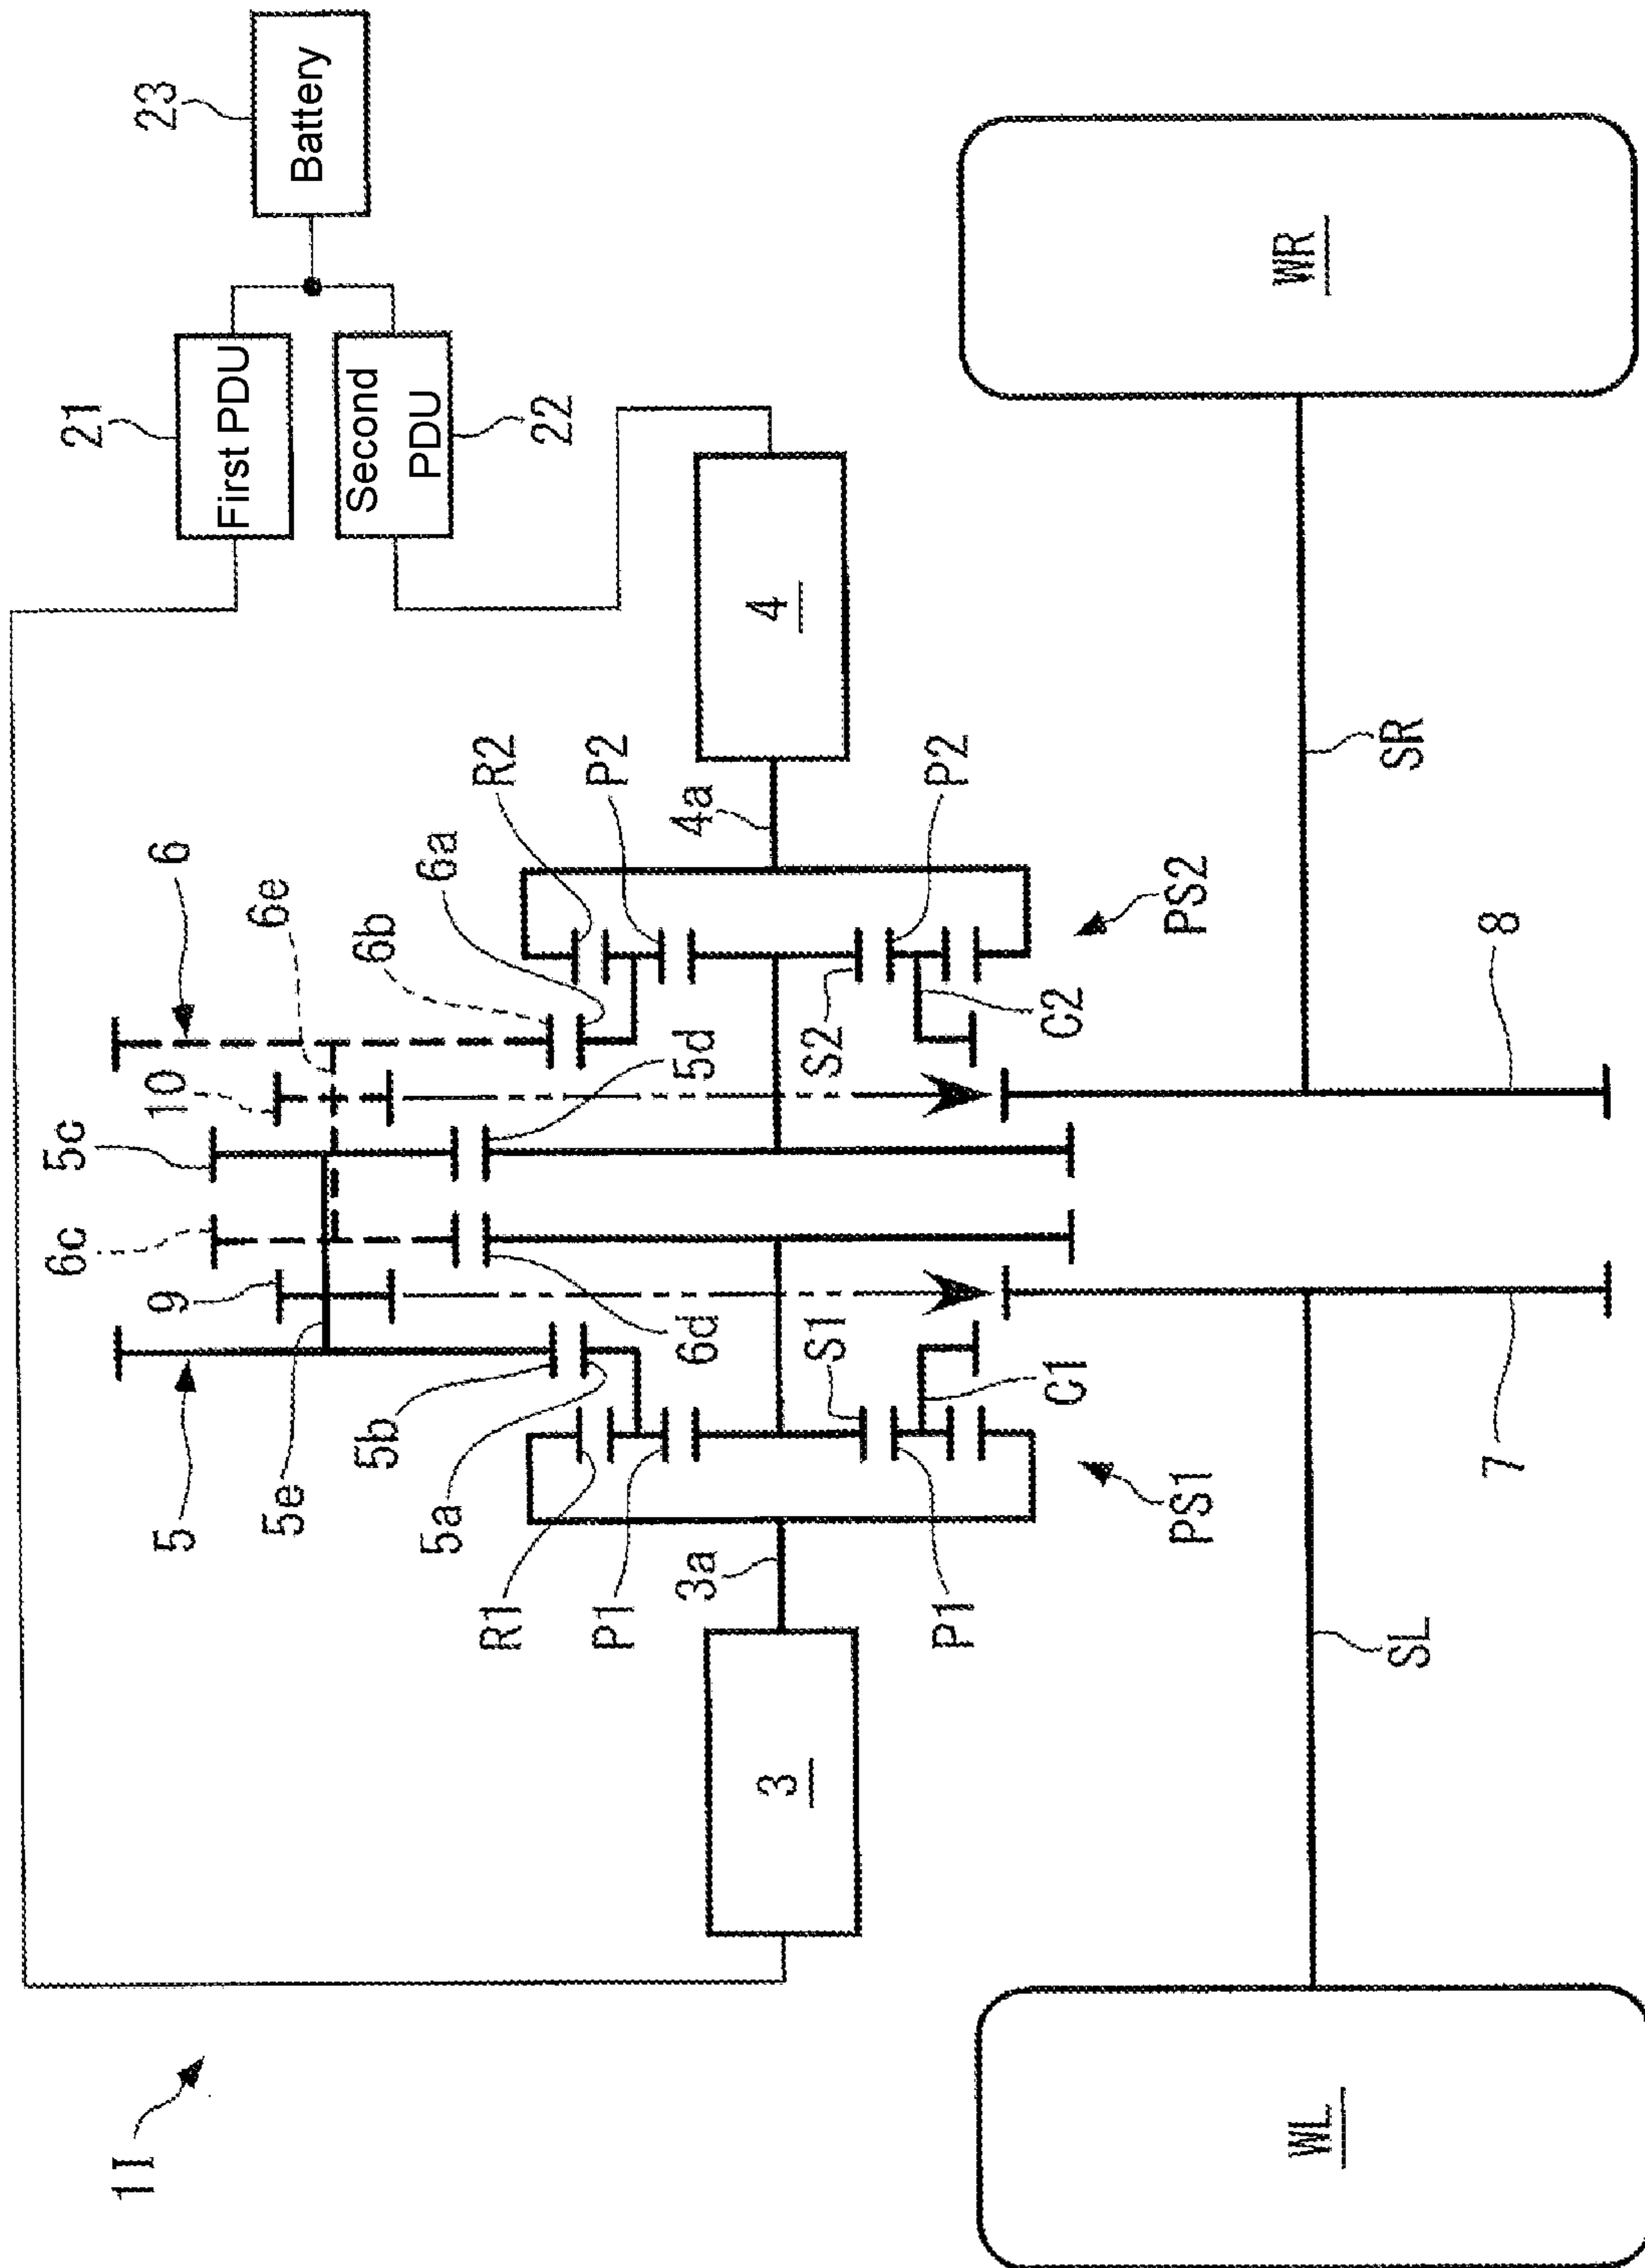 1I
23
Battery
21
First PDU
Second
PDU
22
6
6e
10
5c
6c
9
5
5e
6b
6a
R2
P2
4a
4
P2
PS2
5d
S2
C2
5b
5a
6d
R1
P1
3a
3
S1
C1
P1
PS1
WR
SR
8
7
SL
WL